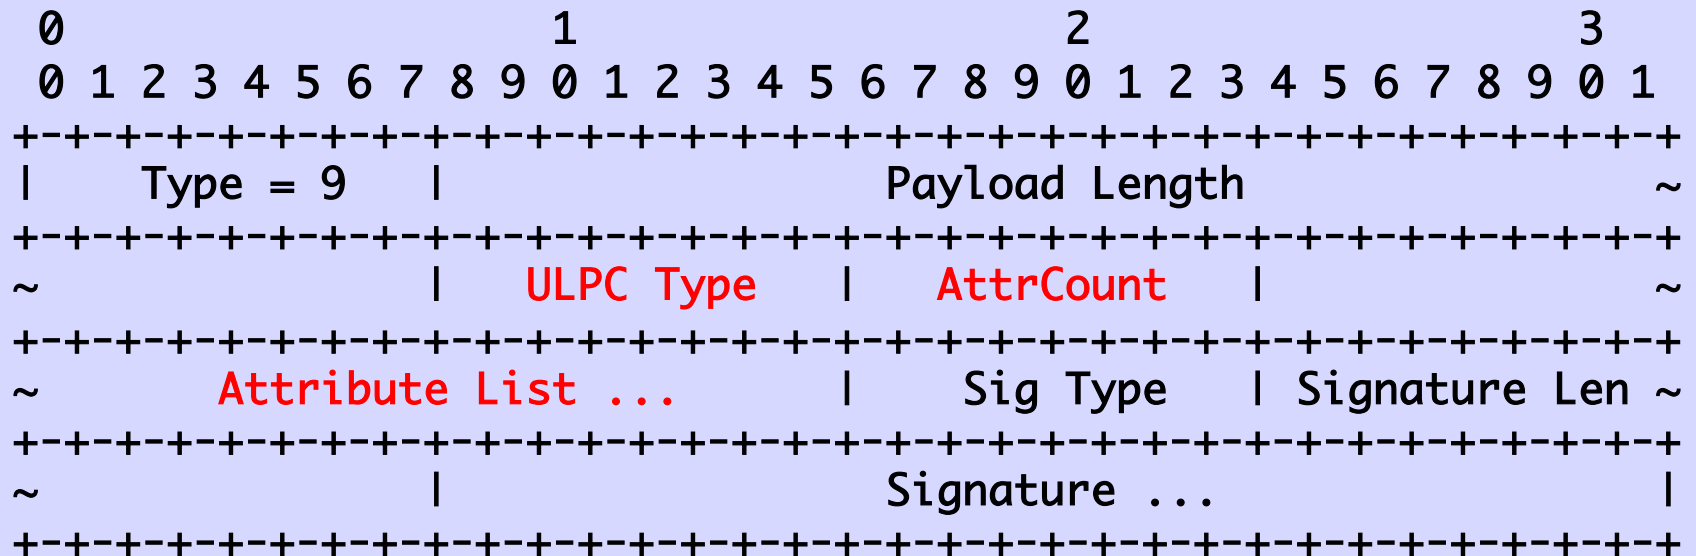 0                   1                   2                   3
 0 1 2 3 4 5 6 7 8 9 0 1 2 3 4 5 6 7 8 9 0 1 2 3 4 5 6 7 8 9 0 1
+-+-+-+-+-+-+-+-+-+-+-+-+-+-+-+-+-+-+-+-+-+-+-+-+-+-+-+-+-+-+-+-+
|    Type = 9   |                 Payload Length                ~
+-+-+-+-+-+-+-+-+-+-+-+-+-+-+-+-+-+-+-+-+-+-+-+-+-+-+-+-+-+-+-+-+
~               |   ULPC Type   |   AttrCount   |               ~
+-+-+-+-+-+-+-+-+-+-+-+-+-+-+-+-+-+-+-+-+-+-+-+-+-+-+-+-+-+-+-+-+
~       Attribute List ...      |    Sig Type   | Signature Len ~
+-+-+-+-+-+-+-+-+-+-+-+-+-+-+-+-+-+-+-+-+-+-+-+-+-+-+-+-+-+-+-+-+
~               |                 Signature ...                 |
+-+-+-+-+-+-+-+-+-+-+-+-+-+-+-+-+-+-+-+-+-+-+-+-+-+-+-+-+-+-+-+-+